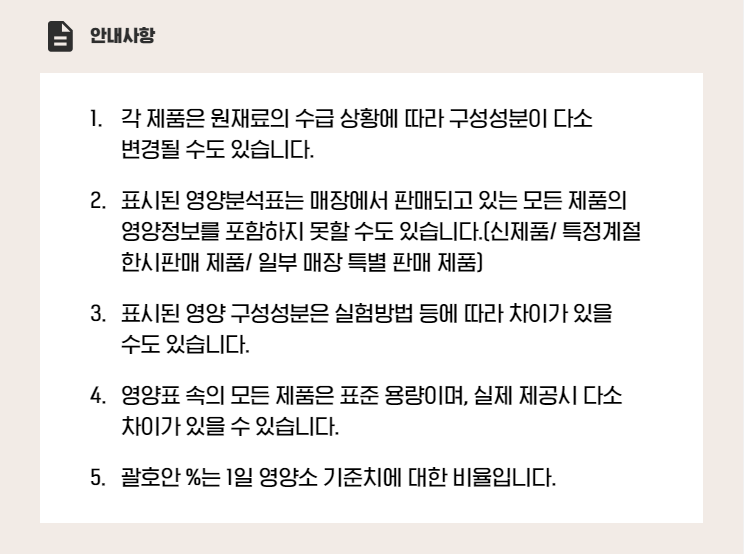 안내사항
1. 각 제품은 원재료의 수급 상황에 따라 구성성분이 다소
변경될 수도 있습니다.
2. 표시된 영양분석표는 매장에서 판매되고 있는 모든 제품의
영양정보를 포함하지 못할 수도 있습니다.(신제품/ 특정계절
한시판매 제품/ 일부 매장 특별 판매 제품)
3. 표시된 영양 구성성분은 실험방법 등에 따라 차이가 있을
수도 있습니다.
4. 영양표 속의 모든 제품은 표준 용량이며, 실제 제공시 다소
차이가 있을 수 있습니다.
5. 괄호안 %는 1일 영양소 기준치에 대한 비율입니다.